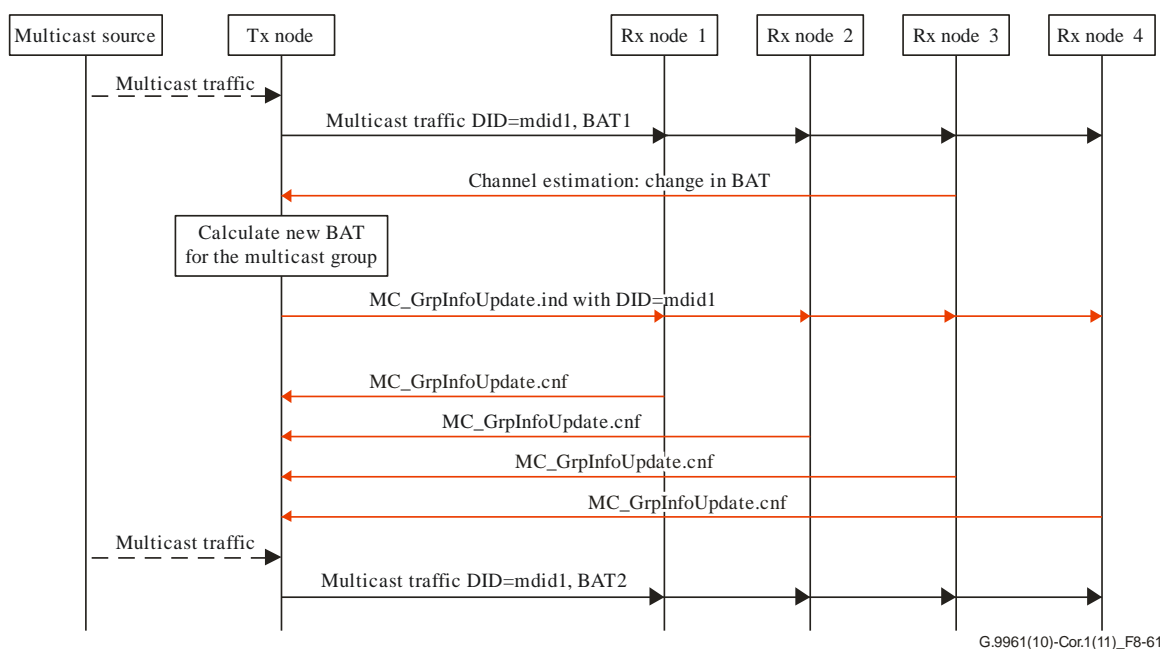 Multicast source
Tx node
Rx node 1
Rx node 2
Rx node 3
Rx node 4
Multicast traffic
Multicast traffic DID=mdid1, BAT1
Channel estimation: change in BAT
Calculate new BAT
for the multicast group
MC_GrpInfoUpdate.ind with DID=mdid1
MC_GrpInfoUpdate.cnf
MC_GrpInfoUpdate.cnf
MC_GrpInfoUpdate.cnf
MC_GrpInfoUpdate.cnf
Multicast traffic
Multicast traffic DID=mdid1, BAT2
G.9961(10)-Cor.1(11)_F8-61